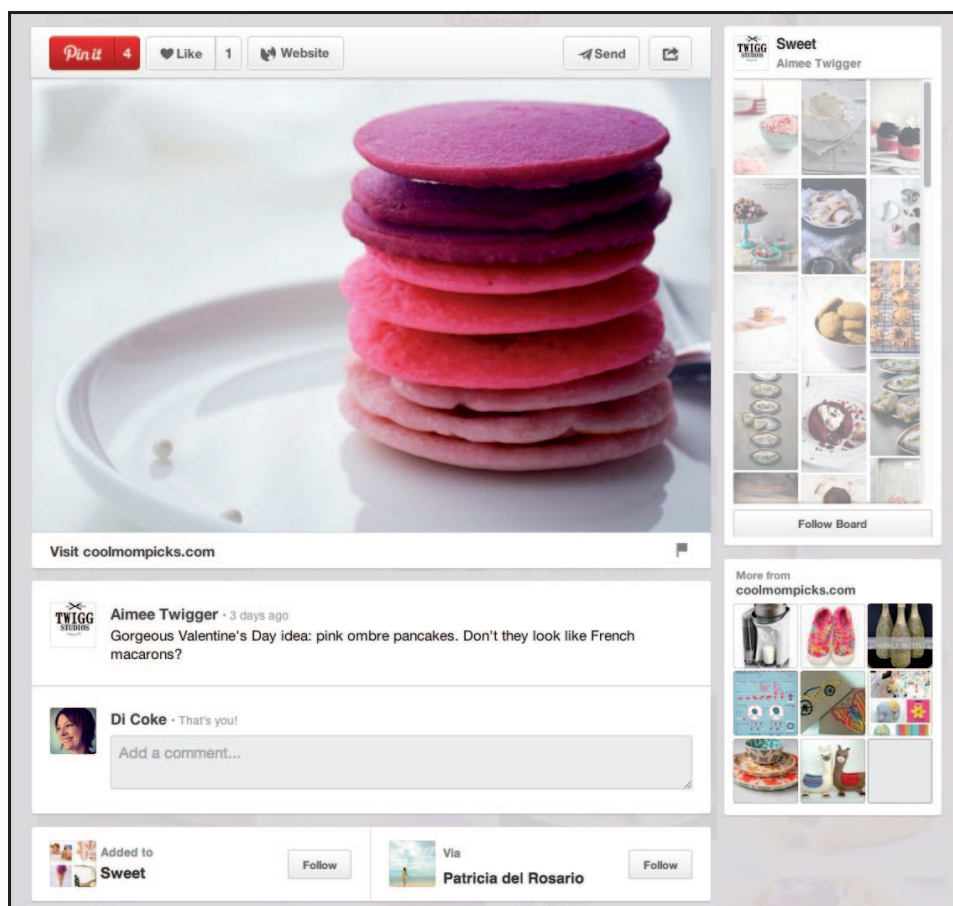 Pin it 4 Like 1 Website Send
Visit coolmompicks.com
TWIGG
STUDIOS
Aimee Twigger · 3 days ago
Gorgeous Valentine's Day idea: pink ombre pancakes. Don't they look like French
macarons?
Di Coke · That's you!
Add a comment...
Added to
Sweet
Follow
Via
Patricia del Rosario
Follow
TWIGG
STUDIOS
Sweet
Aimee Twigger
Follow Board
More from
coolmompicks.com